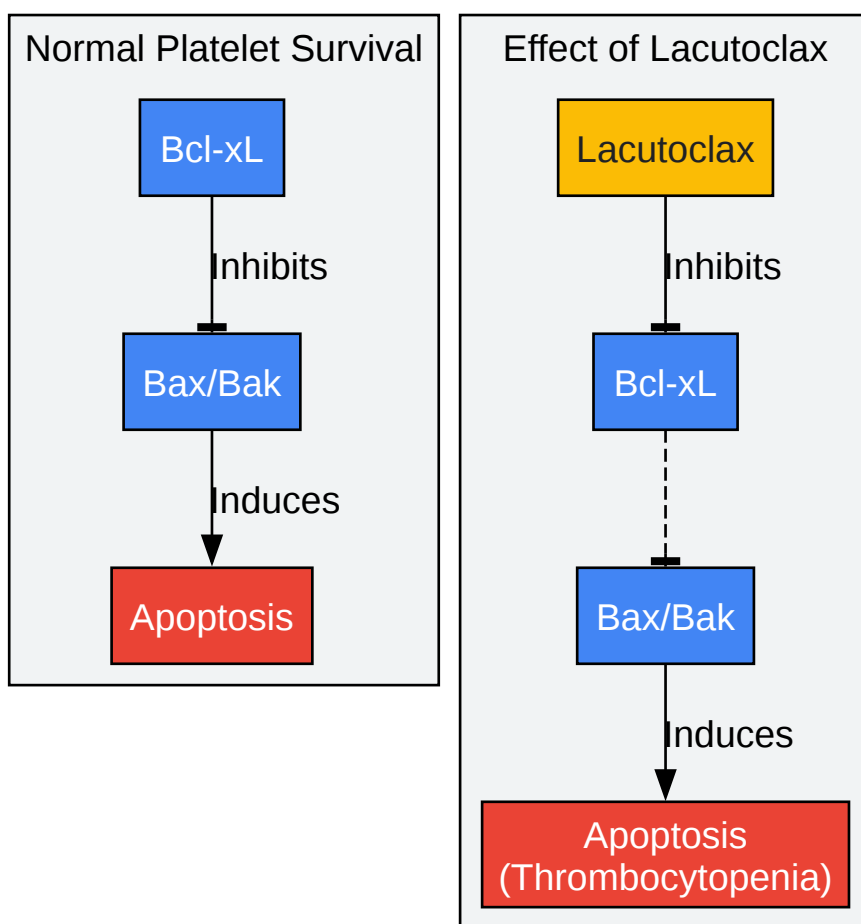 Normal Platelet Survival
Bcl-xL
Inhibits
Bax/Bak
Induces
Apoptosis
Effect of Lacutoclax
Lacutoclax
Inhibits
Bcl-xL
Bax/Bak
Induces
Apoptosis
(Thrombocytopenia)